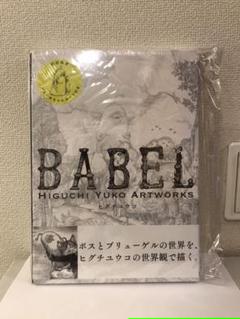 BABEL
HIGUCHI YUKO ARTWORKS
ヒグチユウコ
ボスとブリューゲルの世界を、
ヒグチユウコの世界観で描く。